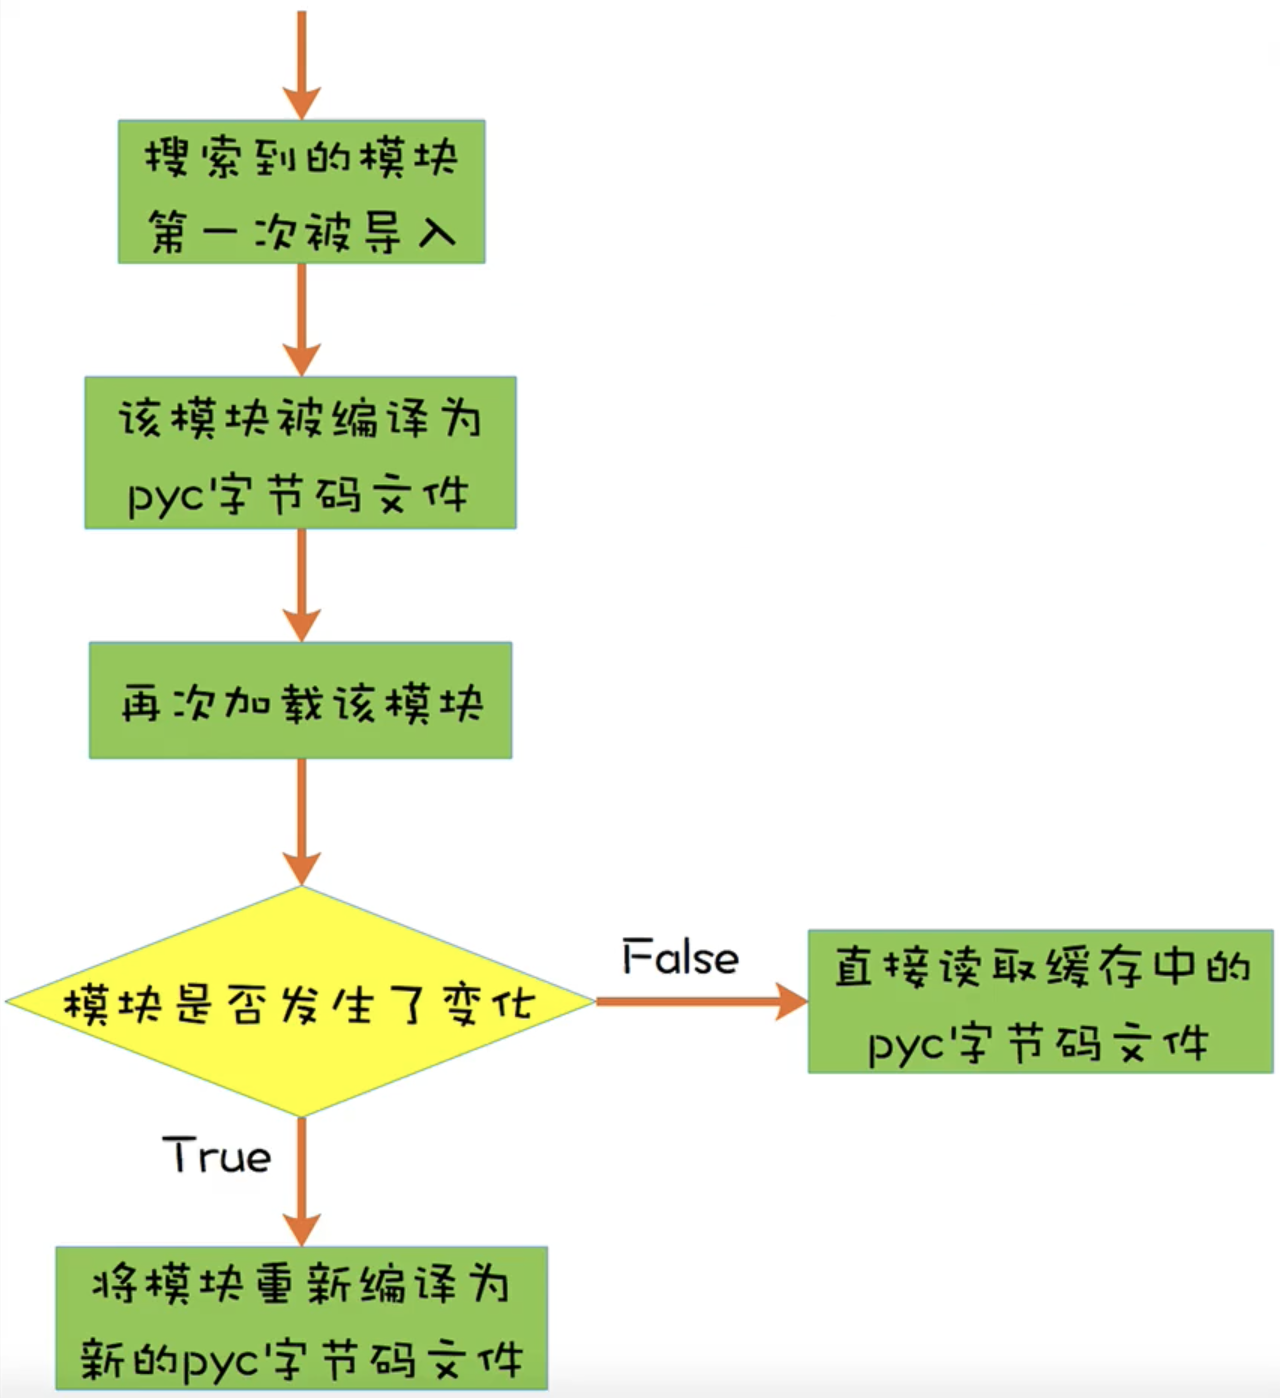 搜索到的模块
第一次被导入
该模块被编译为
pyc字节码文件
再次加载该模块
模块是否发生了变化
False
直接读取缓存中的
pyc字节码文件
True
将模块重新编译为
新的pyc字节码文件